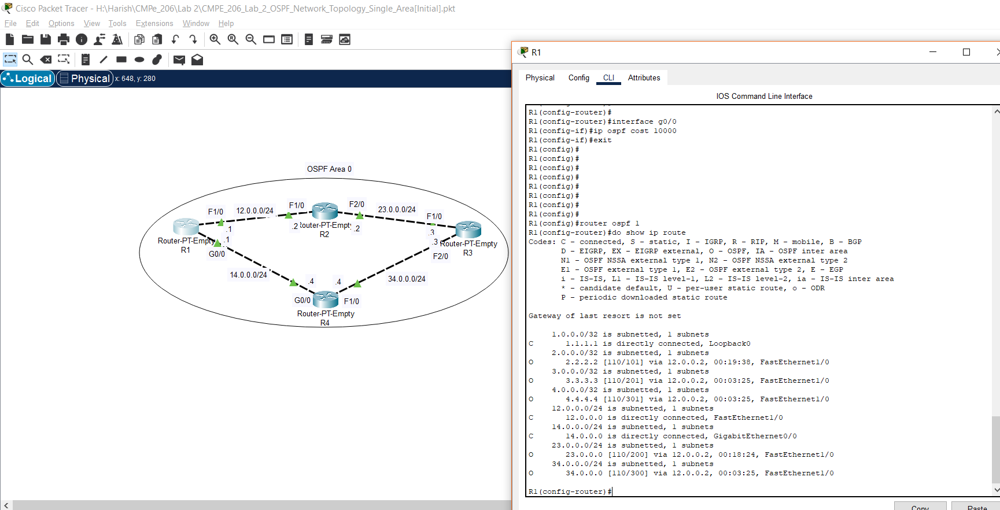 Cisco Packet Tracer - H:\Harish\CMPe_206\Lab 2\CMPE_206_Lab_2_OSPF_Network_Topology_Single_Area[Initial].pkt
File Edit Options View Tools Extensions Window Help
Logical Physical x: 648, y: 280
OSPF Area 0
F1/0 12.0.0.0/24 F1/0 F2/0 23.0.0.0/24 F1/0
.1 .2 .2 .3
Router-PT-Empty
R2
Router-PT-Empty
R1
.1
G0/0
.3
Router-PT-Empty
R3
F2/0
14.0.0.0/24 34.0.0.0/24
.4 .4
G0/0 F1/0
Router-PT-Empty
R4
R1
Physical Config CLI Attributes
IOS Command Line Interface
R1(config-router)#
R1(config-router)#interface g0/0
R1(config-if)#ip ospf cost 10000
R1(config-if)#exit
R1(config)#
R1(config)#
R1(config)#
R1(config)#
R1(config)#
R1(config)#
R1(config)#
R1(config)#
R1(config)#router ospf 1
R1(config-router)#do show ip route
Codes: C - connected, S - static, I - IGRP, R - RIP, M - mobile, B - BGP
D - EIGRP, EX - EIGRP external, O - OSPF, IA - OSPF inter area
N1 - OSPF NSSA external type 1, N2 - OSPF NSSA external type 2
E1 - OSPF external type 1, E2 - OSPF external type 2, E - EGP
i - IS-IS, L1 - IS-IS level-1, L2 - IS-IS level-2, ia - IS-IS inter area
* - candidate default, U - per-user static route, o - ODR
P - periodic downloaded static route
Gateway of last resort is not set
1.0.0.0/32 is subnetted, 1 subnets
C 1.1.1.1 is directly connected, Loopback0
2.0.0.0/32 is subnetted, 1 subnets
O 2.2.2.2 [110/101] via 12.0.0.2, 00:19:38, FastEthernet1/0
3.0.0.0/32 is subnetted, 1 subnets
O 3.3.3.3 [110/201] via 12.0.0.2, 00:03:25, FastEthernet1/0
4.0.0.0/32 is subnetted, 1 subnets
O 4.4.4.4 [110/301] via 12.0.0.2, 00:03:25, FastEthernet1/0
12.0.0.0/24 is subnetted, 1 subnets
C 12.0.0.0 is directly connected, FastEthernet1/0
14.0.0.0/24 is subnetted, 1 subnets
C 14.0.0.0 is directly connected, GigabitEthernet0/0
23.0.0.0/24 is subnetted, 1 subnets
O 23.0.0.0 [110/200] via 12.0.0.2, 00:18:24, FastEthernet1/0
34.0.0.0/24 is subnetted, 1 subnets
O 34.0.0.0 [110/300] via 12.0.0.2, 00:03:25, FastEthernet1/0
R1(config-router)#
Copy Paste